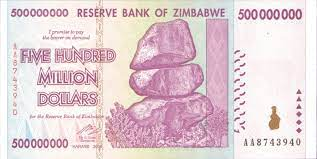 500000000 RESERVE BANK OF ZIMBABWE 500000000
I promise to pay
the bearer on demand
FIVE HUNDRED
MILLION
DOLLARS
for the Reserve Bank of Zimbabwe
HARARE 2008
500000000
AA8743940
AA8743940